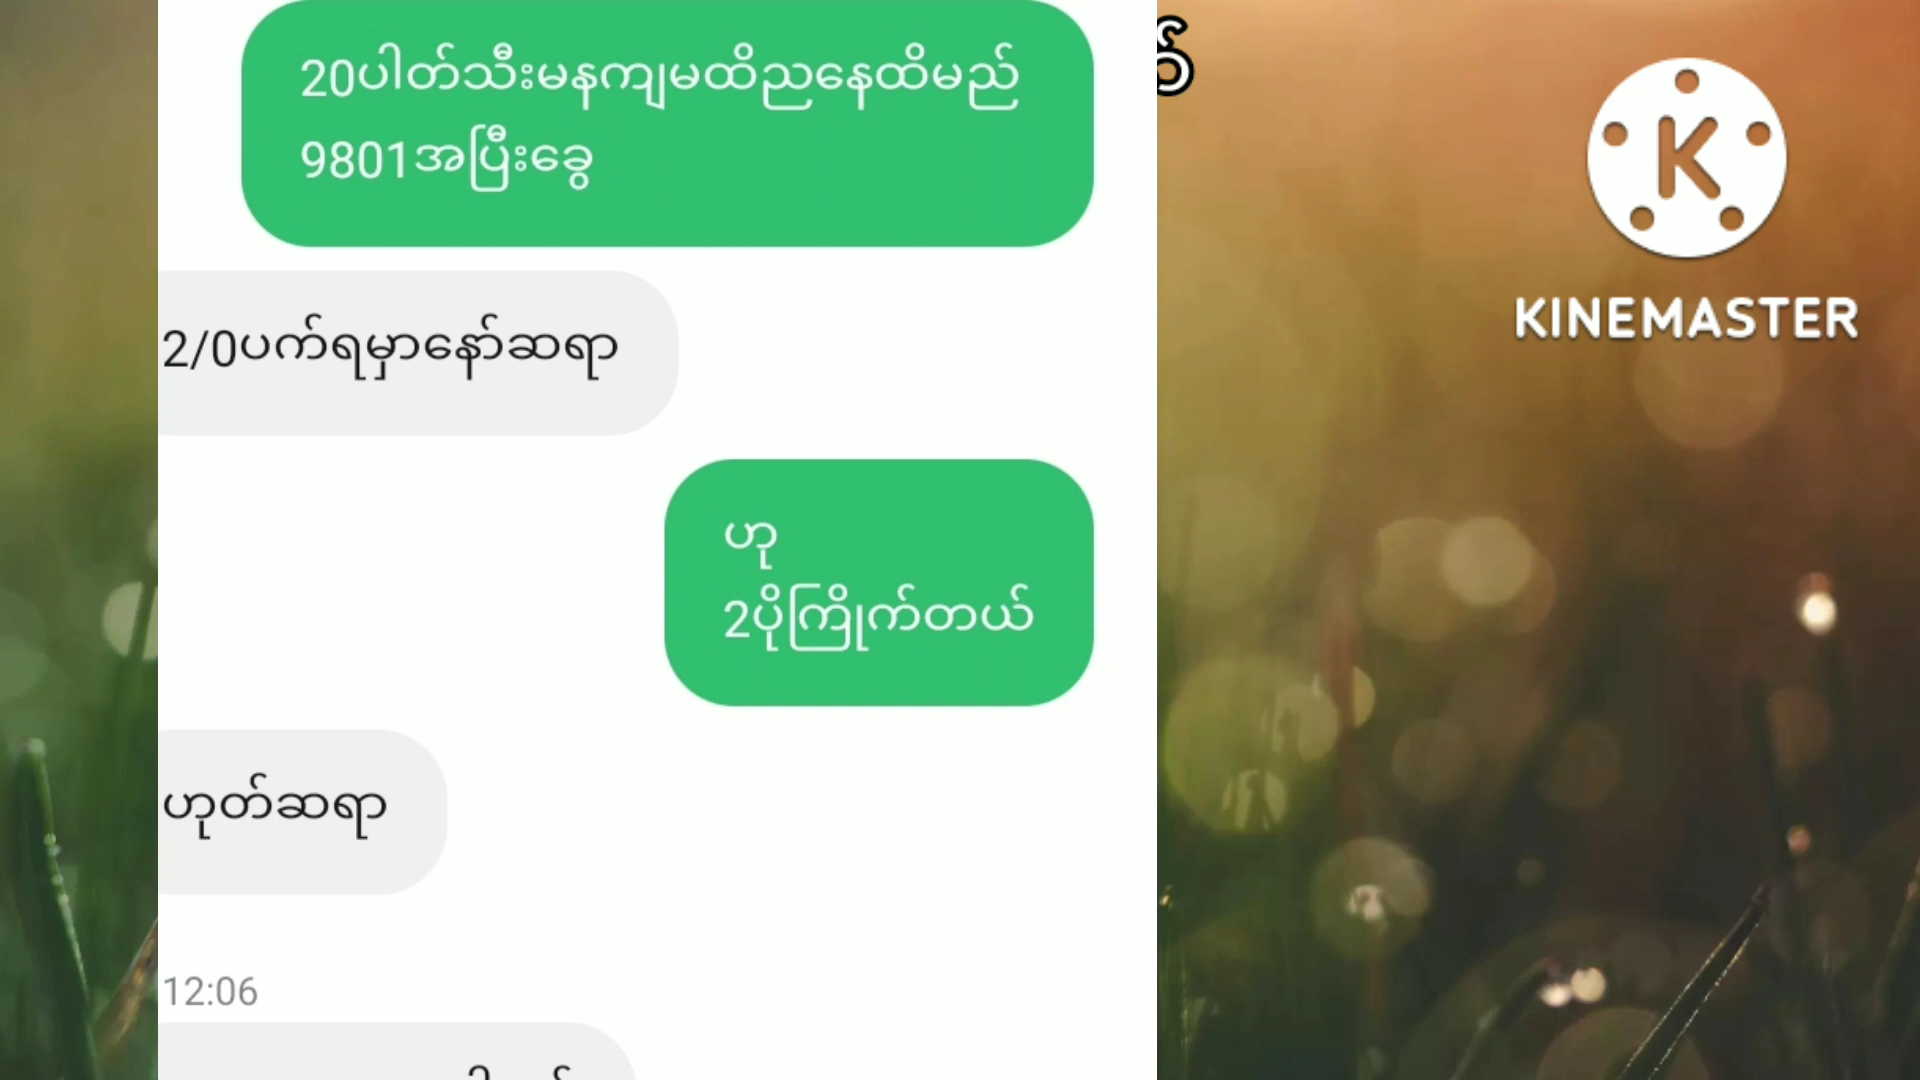 20ပါတ်သီးမနကျမထိညနေထိမည်
9801အပြီးခွေ
2/0ပက်ရမှာနော်ဆရာ
ဟု
2ပိုကြိုက်တယ်
ဟုတ်ဆရာ
12:06
KINEMASTER